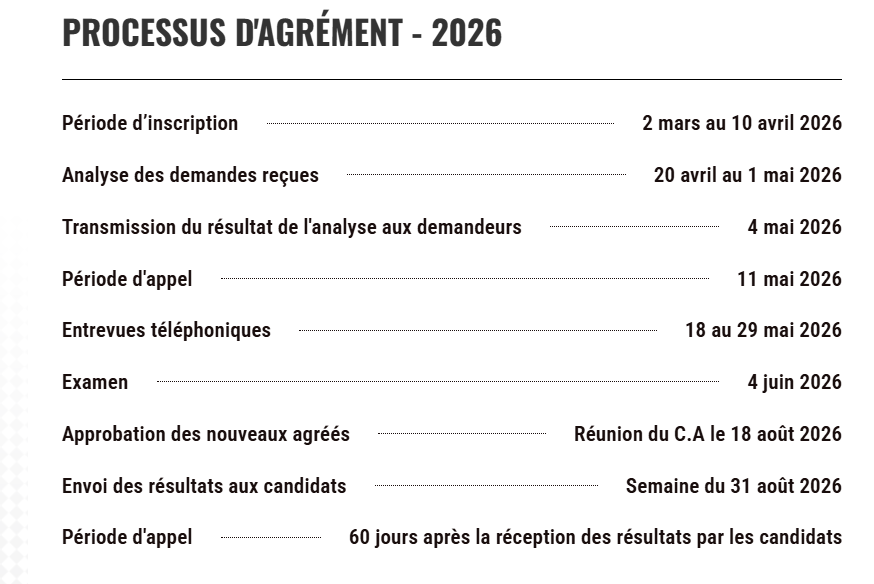 PROCESSUS D'AGRÉMENT - 2026
Période d’inscription 2 mars au 10 avril 2026
Analyse des demandes reçues 20 avril au 1 mai 2026
Transmission du résultat de l'analyse aux demandeurs 4 mai 2026
Période d'appel 11 mai 2026
Entrevues téléphoniques 18 au 29 mai 2026
Examen 4 juin 2026
Approbation des nouveaux agréés Réunion du C.A le 18 août 2026
Envoi des résultats aux candidats Semaine du 31 août 2026
Période d'appel 60 jours après la réception des résultats par les candidats